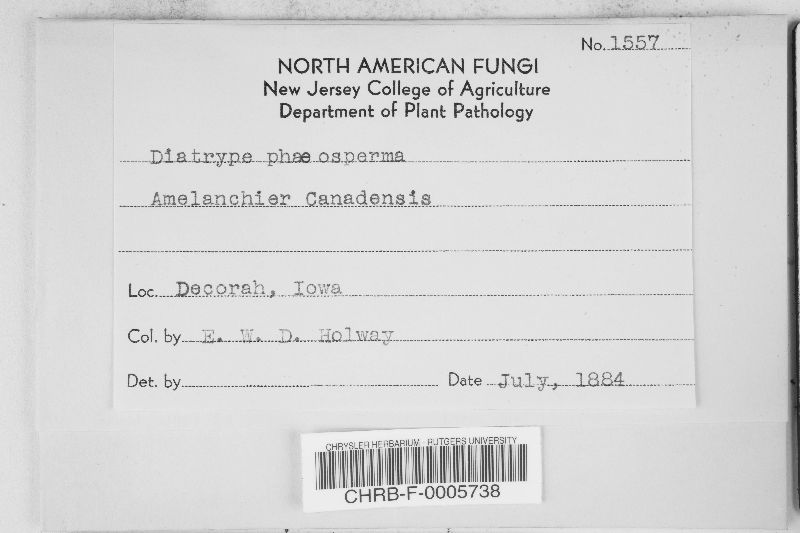 No. 1557
NORTH AMERICAN FUNGI
New Jersey College of Agriculture
Department of Plant Pathology
Diatrype phæosperma
Amelanchier Canadensis
Loc. Decorah, Iowa
Col. by E. W. D. Holway
Det. by
Date July, 1884
CHRYSLER HERBARIUM - RUTGERS UNIVERSITY
CHRB-F-0005738